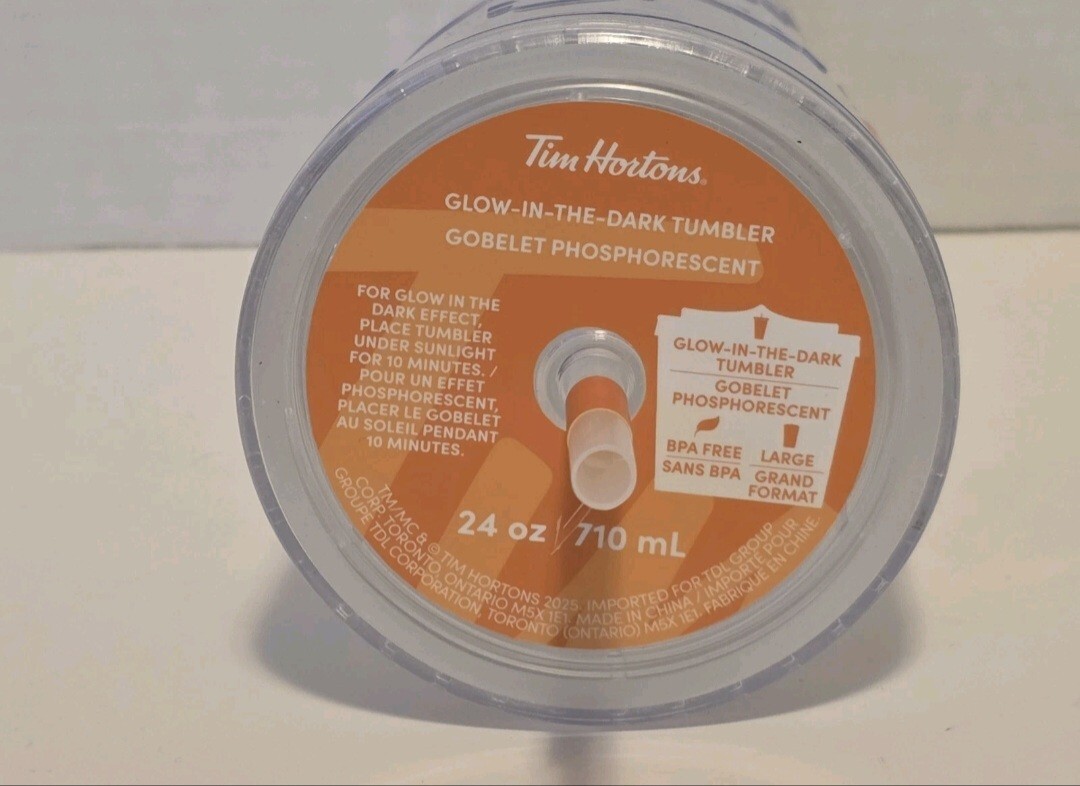 Tim Hortons®
GLOW-IN-THE-DARK TUMBLER
GOBELET PHOSPHORESCENT
FOR GLOW IN THE
DARK EFFECT,
PLACE TUMBLER
UNDER SUNLIGHT
FOR 10 MINUTES. /
POUR UN EFFET
PHOSPHORESCENT,
PLACER LE GOBELET
AU SOLEIL PENDANT
10 MINUTES.
GLOW-IN-THE-DARK
TUMBLER
GOBELET
PHOSPHORESCENT
BPA FREE
SANS BPA
LARGE
GRAND
FORMAT
24 oz / 710 mL
TM/MC & © TIM HORTONS 2025. IMPORTED FOR TDL GROUP
CORP. TORONTO, ONTARIO M5X 1E1. MADE IN CHINA / IMPORTÉ POUR
GROUPE TDL CORPORATION, TORONTO (ONTARIO) M5X 1E1. FABRIQUÉ EN CHINE.